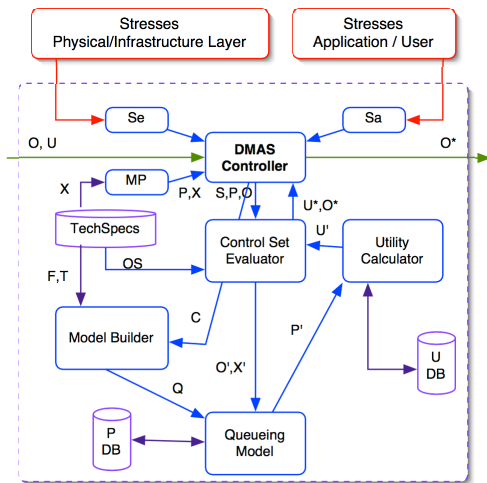 Stresses
Physical/Infrastructure Layer
Stresses
Application / User
Se
Sa
O, U
DMAS
Controller
O*
X
MP
P,X
S,P,O
U*,O*
TechSpecs
U'
Control Set
Evaluator
Utility
Calculator
OS
F,T
C
Model Builder
P'
O',X'
U
DB
Q
P
DB
Queueing
Model